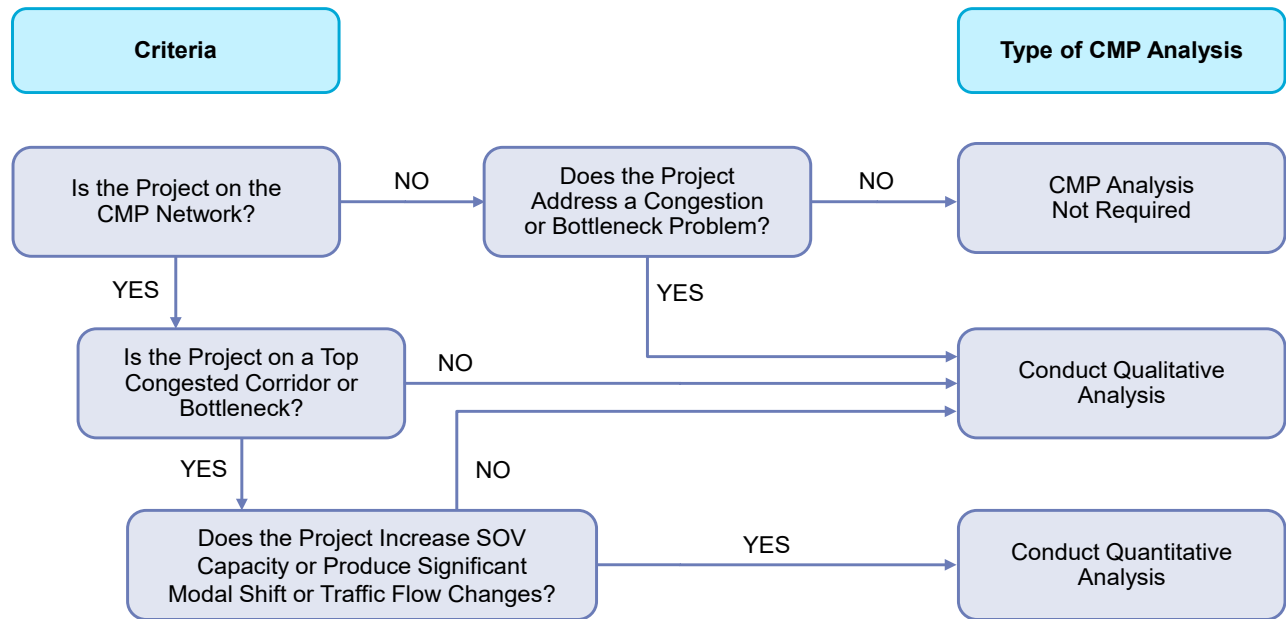 Criteria
Type of CMP Analysis
Is the Project on the
CMP Network?
NO
Does the Project
Address a Congestion
or Bottleneck Problem?
NO
CMP Analysis
Not Required
YES
YES
Is the Project on a Top
Congested Corridor or
Bottleneck?
NO
Conduct Qualitative
Analysis
YES
NO
Does the Project Increase SOV
Capacity or Produce Significant
Modal Shift or Traffic Flow Changes?
YES
Conduct Quantitative
Analysis